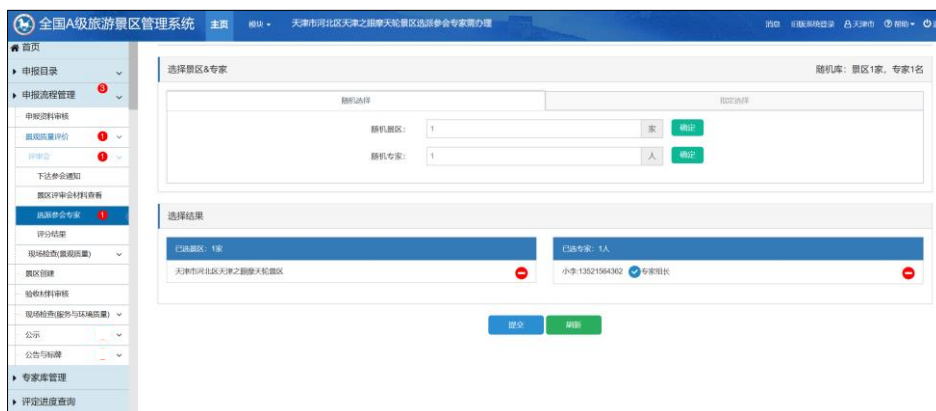 全国A级旅游景区管理系统 主页 模块 天津市河北区天津之眼摩天轮景区选派参会专家需办理 消息 旧版系统登录 天津市 帮助
首页
申报目录
申报流程管理 3
申报资料审核
景观质量评价 1
评审会 1
下达参会通知
景区评审会材料查看
选派参会专家 1
评分结果
现场检查(景观质量)
景区创建
验收材料审核
现场检查(服务与环境质量)
公示
公告与标牌
专家库管理
评定进度查询
选择景区&专家 随机库：景区1家，专家1名
随机选择 指定选择
随机景区： 1 家 确定
随机专家： 1 人 确定
选择结果
已选景区：1家 已选专家：1人
天津市河北区天津之眼摩天轮景区 小李:13521564362 专家组长
提交 刷新